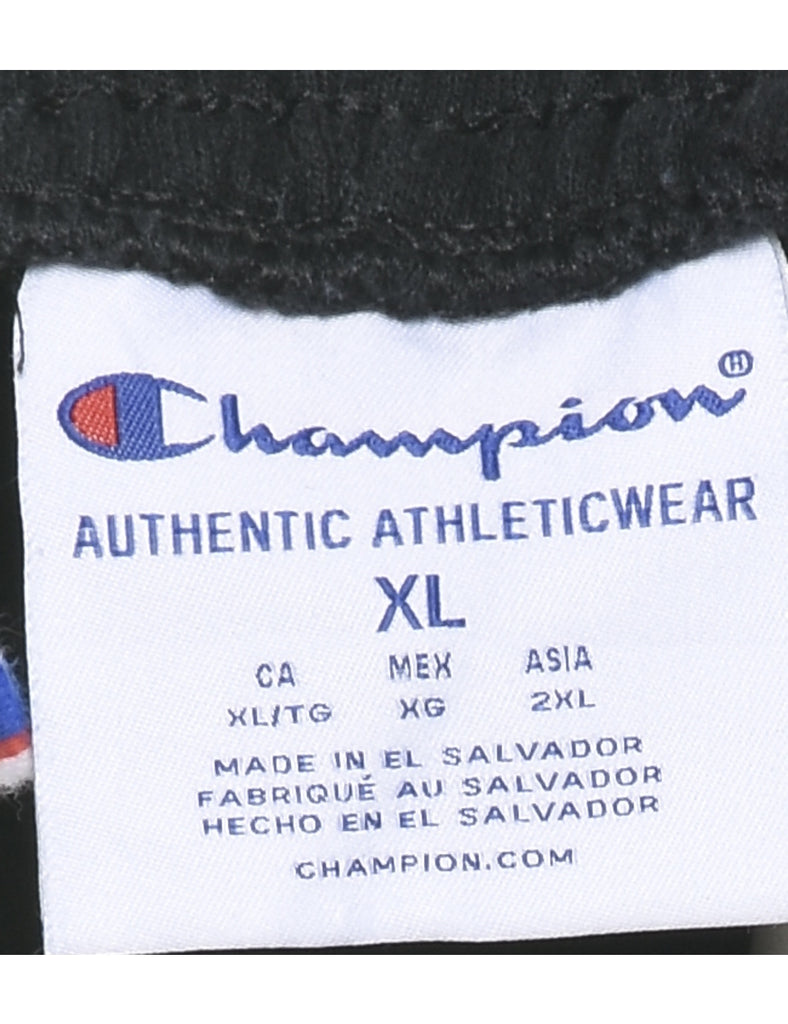 Champion®
AUTHENTIC ATHLETICWEAR
XL
CA MEX ASIA
XL/TG XG 2XL
MADE IN EL SALVADOR
FABRIQUÉ AU SALVADOR
HECHO EN EL SALVADOR
CHAMPION.COM